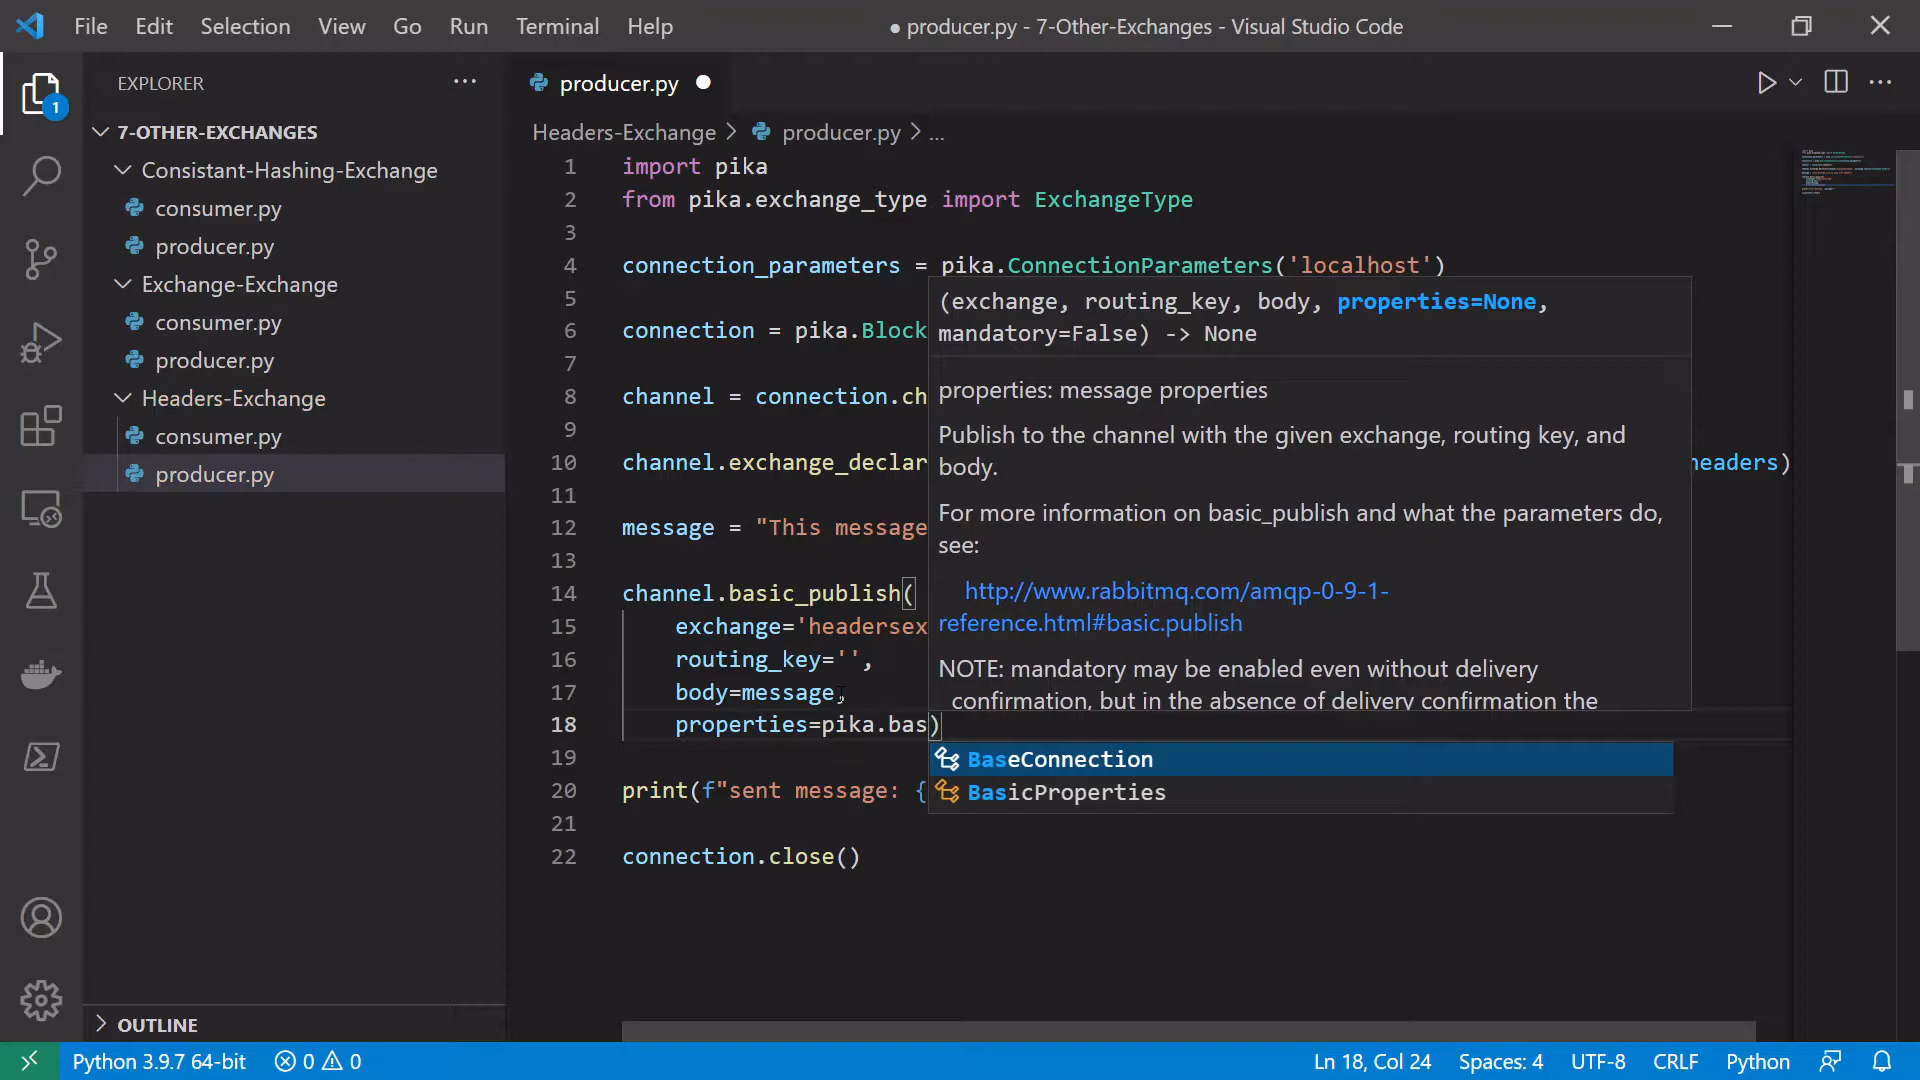 File Edit Selection View Go Run Terminal Help
● producer.py - 7-Other-Exchanges - Visual Studio Code
1
EXPLORER
7-OTHER-EXCHANGES
Consistant-Hashing-Exchange
consumer.py
producer.py
Exchange-Exchange
consumer.py
producer.py
Headers-Exchange
consumer.py
producer.py
OUTLINE
producer.py
Headers-Exchange > producer.py > ...
1 import pika
2 from pika.exchange_type import ExchangeType
3
4 connection_parameters = pika.ConnectionParameters('localhost')
5
6 connection = pika.Block
7
8 channel = connection.ch
9
10 channel.exchange_declar headers)
11
12 message = "This message
13
14 channel.basic_publish(
15 exchange='headersex
16 routing_key='',
17 body=message,
18 properties=pika.bas)
19
20 print(f"sent message: {
21
22 connection.close()
(exchange, routing_key, body, properties=None,
mandatory=False) -> None
properties: message properties
Publish to the channel with the given exchange, routing key, and
body.
For more information on basic_publish and what the parameters do,
see:
http://www.rabbitmq.com/amqp-0-9-1-
reference.html#basic.publish
NOTE: mandatory may be enabled even without delivery
confirmation, but in the absence of delivery confirmation the
BaseConnection
BasicProperties
Python 3.9.7 64-bit 0 0 Ln 18, Col 24 Spaces: 4 UTF-8 CRLF Python